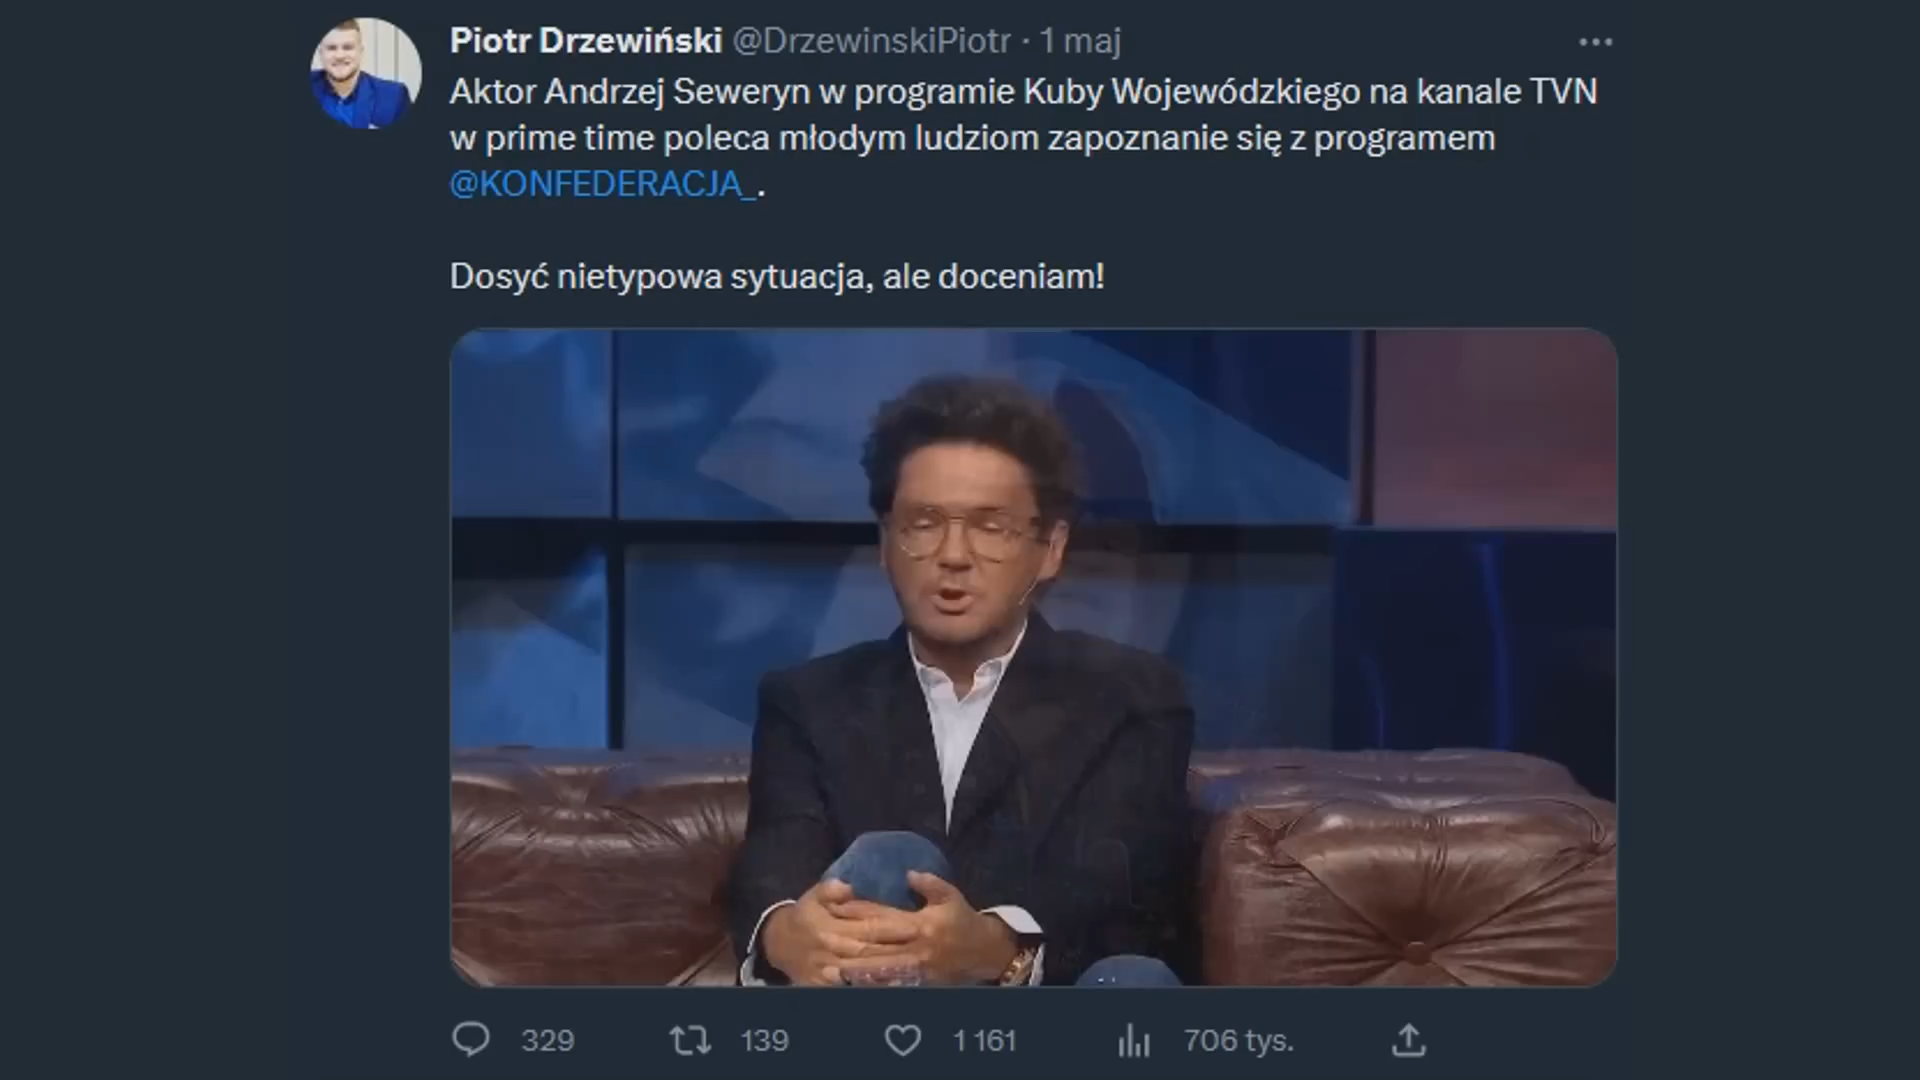 Piotr Drzewiński @DrzewinskiPiotr · 1 maj
Aktor Andrzej Seweryn w programie Kuby Wojewódzkiego na kanale TVN
w prime time poleca młodym ludziom zapoznanie się z programem
@KONFEDERACJA_.
Dosyć nietypowa sytuacja, ale doceniam!
329 139 1 161 706 tys.